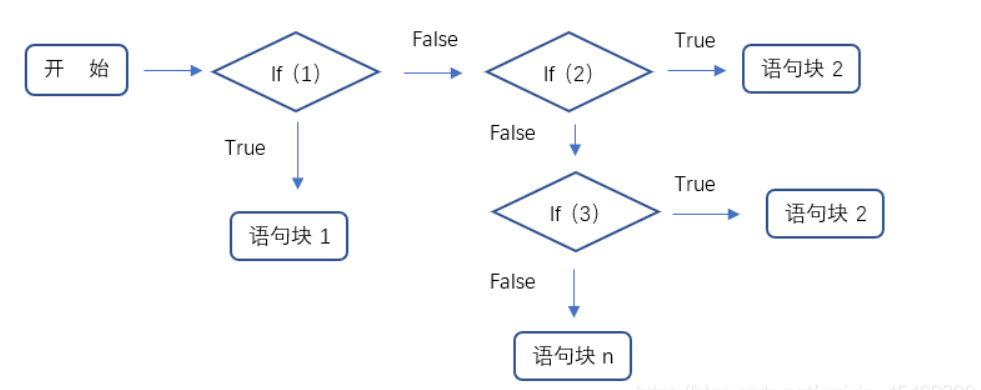 开 始
If（1）
False
If（2）
True
语句块 2
True
语句块 1
False
If（3）
True
语句块 2
False
语句块 n